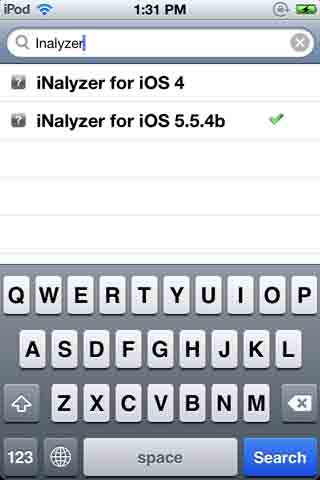 iPod 1:31 PM
Inalyzer
? iNalyzer for iOS 4
? iNalyzer for iOS 5.5.4b
Q W E R T Y U I O P
A S D F G H J K L
Z X C V B N M
123 space Search